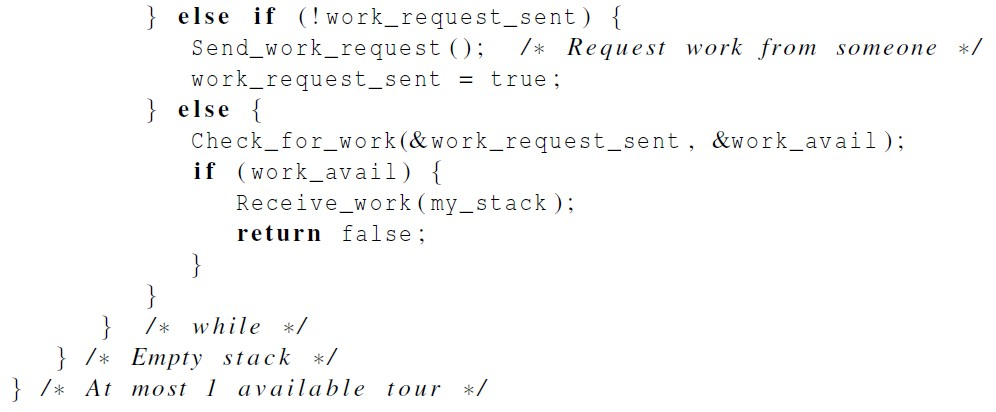 } else if (!work_request_sent) {
Send_work_request(); /* Request work from someone */
work_request_sent = true;
} else {
Check_for_work(&work_request_sent, &work_avail);
if (work_avail) {
Receive_work(my_stack);
return false;
}
}
} /* while */
} /* Empty stack */
} /* At most 1 available tour */